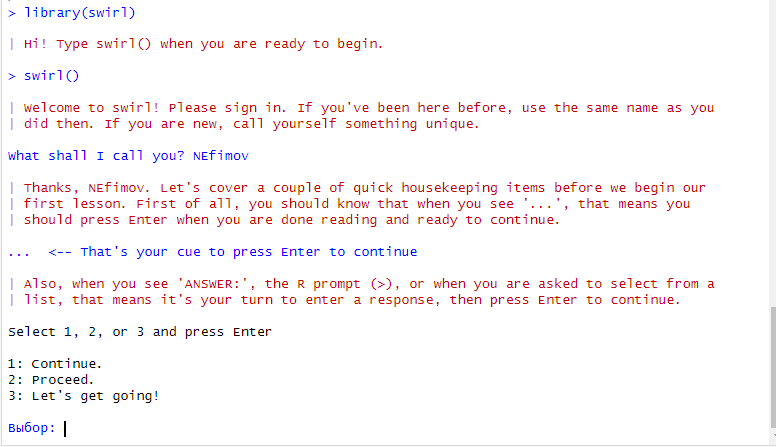 > library(swirl)
| Hi! Type swirl() when you are ready to begin.
> swirl()
| Welcome to swirl! Please sign in. If you've been here before, use the same name as you
| did then. If you are new, call yourself something unique.
What shall I call you? NEfimov
| Thanks, NEfimov. Let's cover a couple of quick housekeeping items before we begin our
| first lesson. First of all, you should know that when you see '...', that means you
| should press Enter when you are done reading and ready to continue.
...  <-- That's your cue to press Enter to continue
| Also, when you see 'ANSWER:', the R prompt (>), or when you are asked to select from a
| list, that means it's your turn to enter a response, then press Enter to continue.
Select 1, 2, or 3 and press Enter
1: Continue.
2: Proceed.
3: Let's get going!
Выбор: